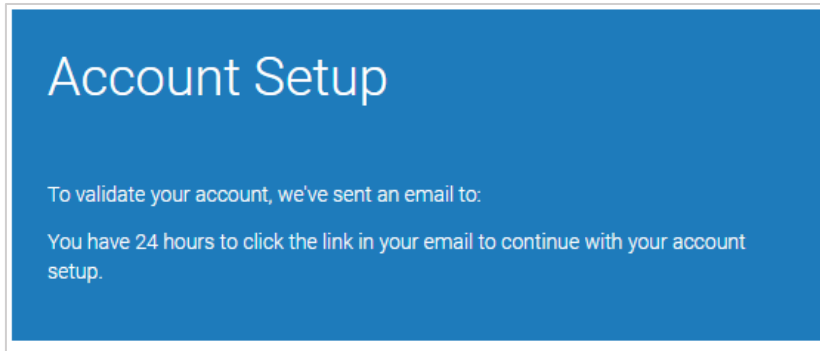 Account Setup
To validate your account, we've sent an email to:
You have 24 hours to click the link in your email to continue with your account
setup.